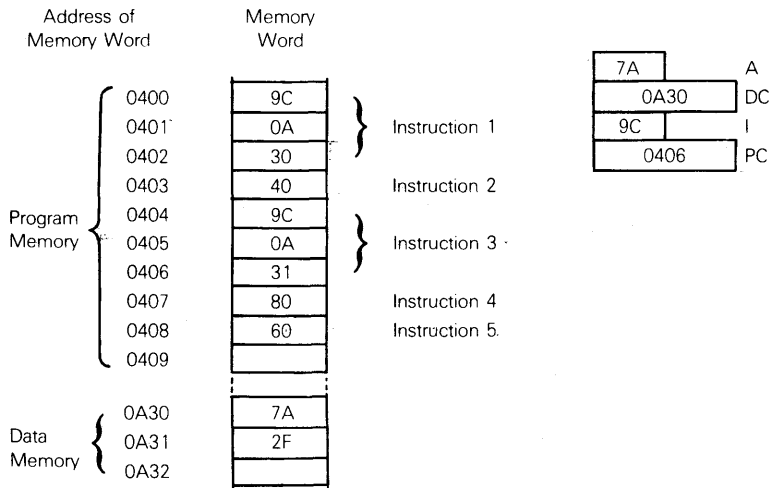 Address of Memory
Memory Word Word
7A A
0400 9C 0A30 DC
0401 0A Instruction 1 9C I
0402 30 0406 PC
0403 40 Instruction 2
0404 9C
Program
Memory 0405 0A Instruction 3
0406 31
0407 80 Instruction 4
0408 60 Instruction 5.
0409
0A30 7A
Data 0A31 2F
Memory 0A32